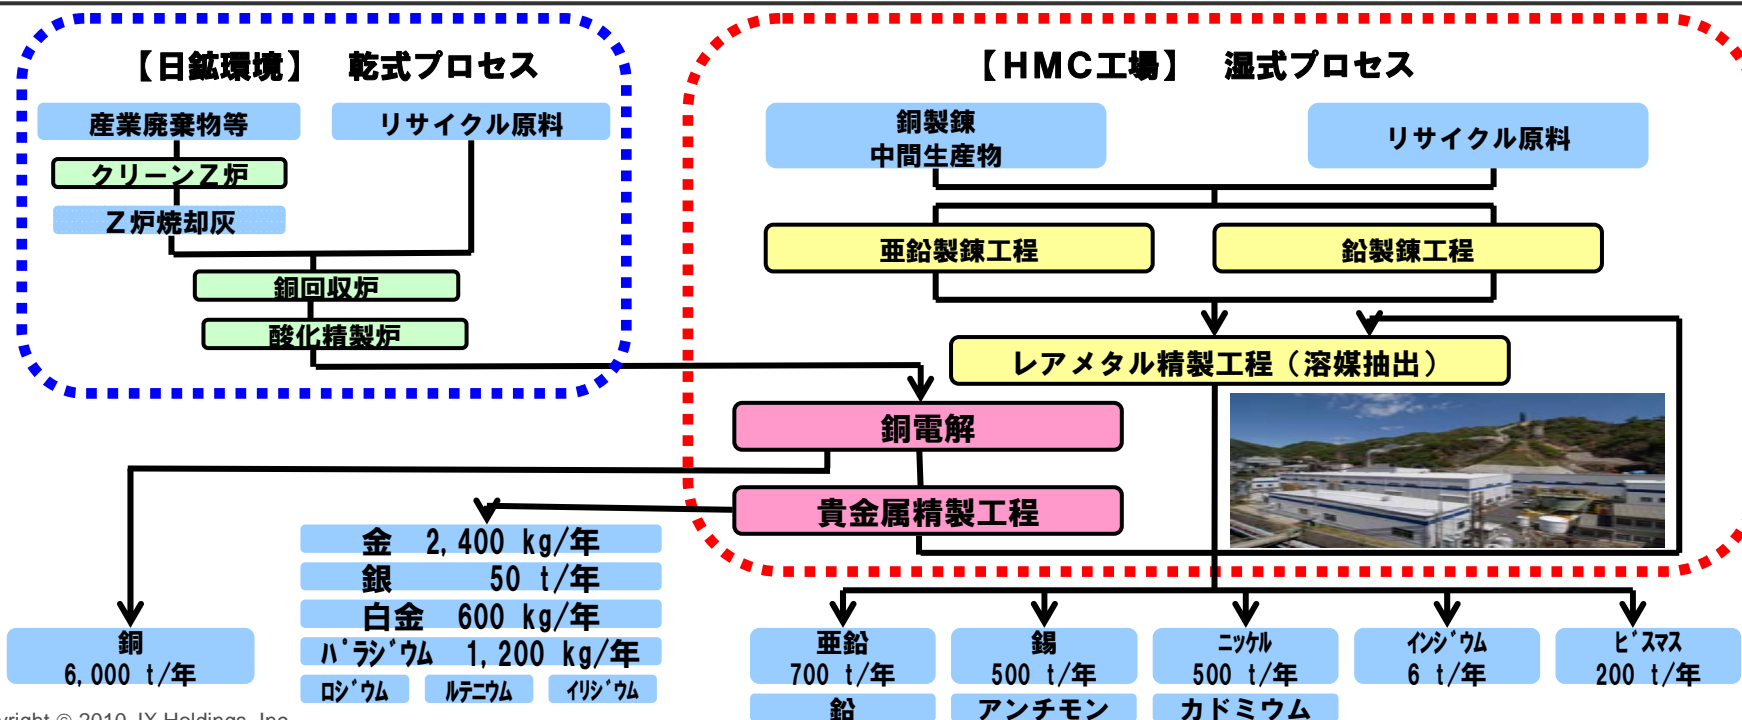 【日鉱環境】 乾式プロセス
産業廃棄物等
リサイクル原料
クリーンZ炉
Z炉焼却灰
銅回収炉
酸化精製炉
【HMC工場】 湿式プロセス
銅製錬
中間生産物
リサイクル原料
亜鉛製錬工程
鉛製錬工程
レアメタル精製工程（溶媒抽出）
銅電解
貴金属精製工程
銅
6,000 t/年
金 2,400 kg/年
銀 50 t/年
白金 600 kg/年
ﾊﾟﾗｼﾞｳﾑ 1,200 kg/年
ﾛｼﾞｳﾑ
ﾙﾃﾆｳﾑ
ｲﾘｼﾞｳﾑ
亜鉛
700 t/年
錫
500 t/年
ﾆｯｹﾙ
500 t/年
ｲﾝｼﾞｳﾑ
6 t/年
ﾋﾞｽﾏｽ
200 t/年
鉛
アンチモン
カドミウム
yright © 2010 JX Holdings, Inc